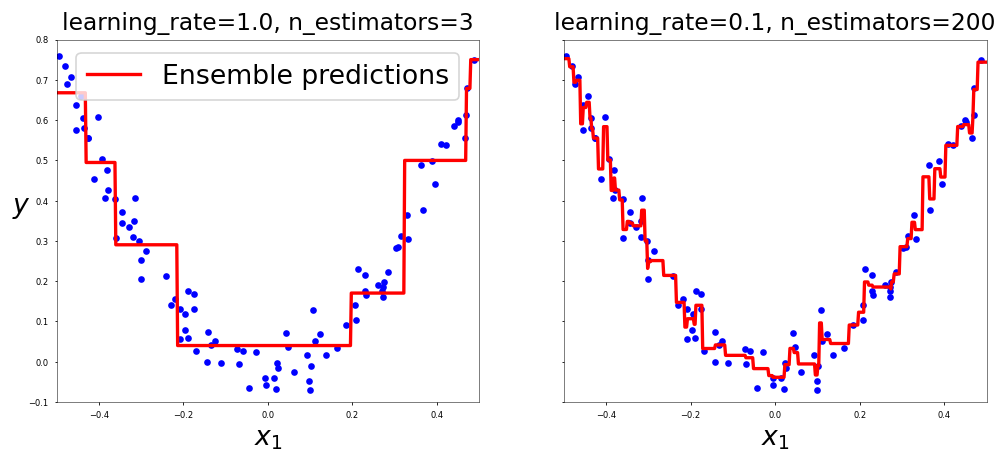 learning_rate=1.0, n_estimators=3
learning_rate=0.1, n_estimators=200
Ensemble predictions
0.8
0.7
0.6
0.5
0.4
0.3
0.2
0.1
0.0
−0.1
y
−0.4 −0.2 0.0 0.2 0.4
−0.4 −0.2 0.0 0.2 0.4
x₁
x₁